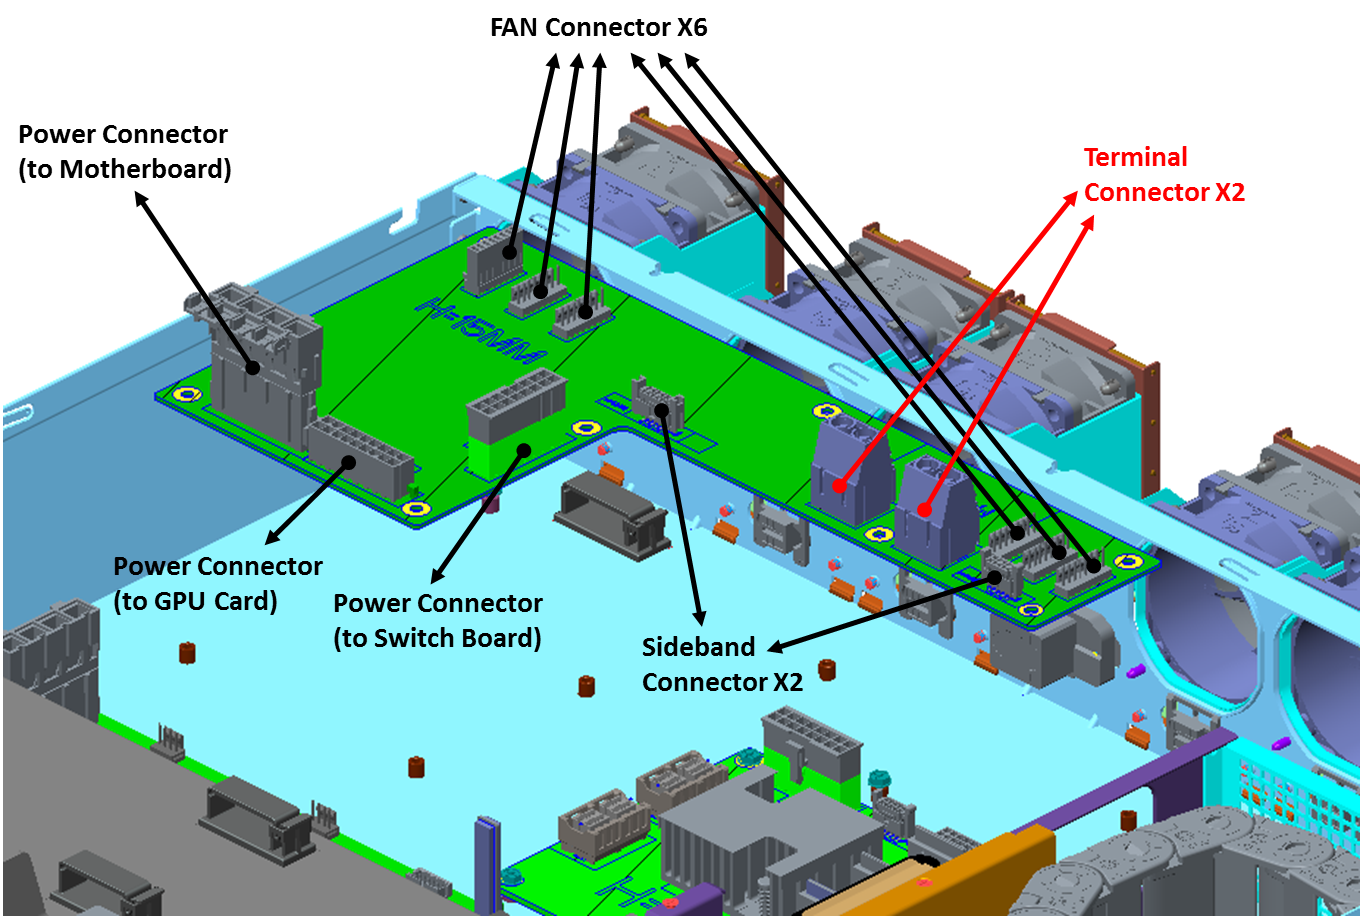 FAN Connector X6
Power Connector
(to Motherboard)
Terminal
Connector X2
H=15MM
Power Connector
(to GPU Card)
Power Connector
(to Switch Board)
Sideband
Connector X2